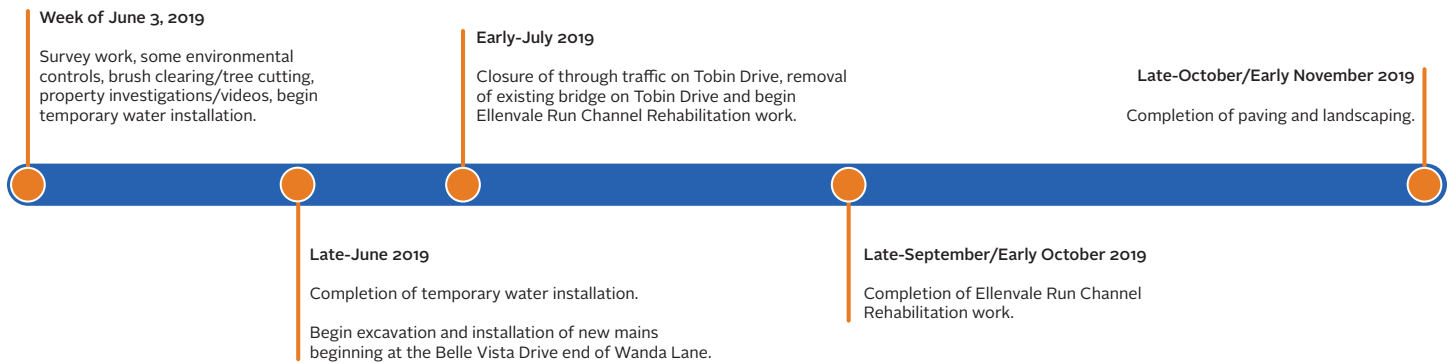 Week of June 3, 2019
Survey work, some environmental
controls, brush clearing/tree cutting,
property investigations/videos, begin
temporary water installation.
Late-June 2019
Completion of temporary water installation.
Begin excavation and installation of new mains
beginning at the Belle Vista Drive end of Wanda Lane.
Early-July 2019
Closure of through traffic on Tobin Drive, removal
of existing bridge on Tobin Drive and begin
Ellenvale Run Channel Rehabilitation work.
Late-September/Early October 2019
Completion of Ellenvale Run Channel
Rehabilitation work.
Late-October/Early November 2019
Completion of paving and landscaping.